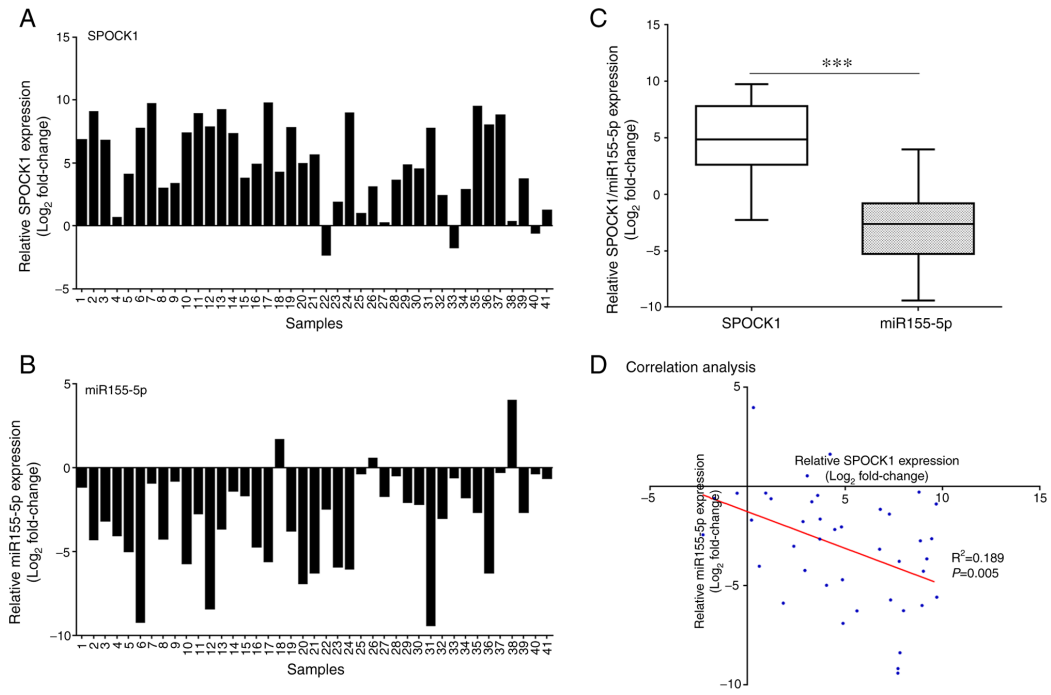 A
SPOCK1
Relative SPOCK1 expression
(Log2 fold-change)
15
10
5
0
−5
1 2 3 4 5 6 7 8 9 10 11 12 13 14 15 16 17 18 19 20 21 22 23 24 25 26 27 28 29 30 31 32 33 34 35 36 37 38 39 40 41
Samples
B
miR155-5p
Relative miR155-5p expression
(Log2 fold-change)
5
0
−5
−10
1 2 3 4 5 6 7 8 9 10 11 12 13 14 15 16 17 18 19 20 21 22 23 24 25 26 27 28 29 30 31 32 33 34 35 36 37 38 39 40 41
Samples
C
Relative SPOCK1/miR155-5p expression
(Log2 fold-change)
15
10
5
0
−5
−10
***
SPOCK1 miR155-5p
D Correlation analysis
5
Relative SPOCK1 expression
(Log2 fold-change)
−5 5 10 15
Relative miR155-5p expression
(Log2 fold-change)
−5
−10
R2=0.189
P=0.005